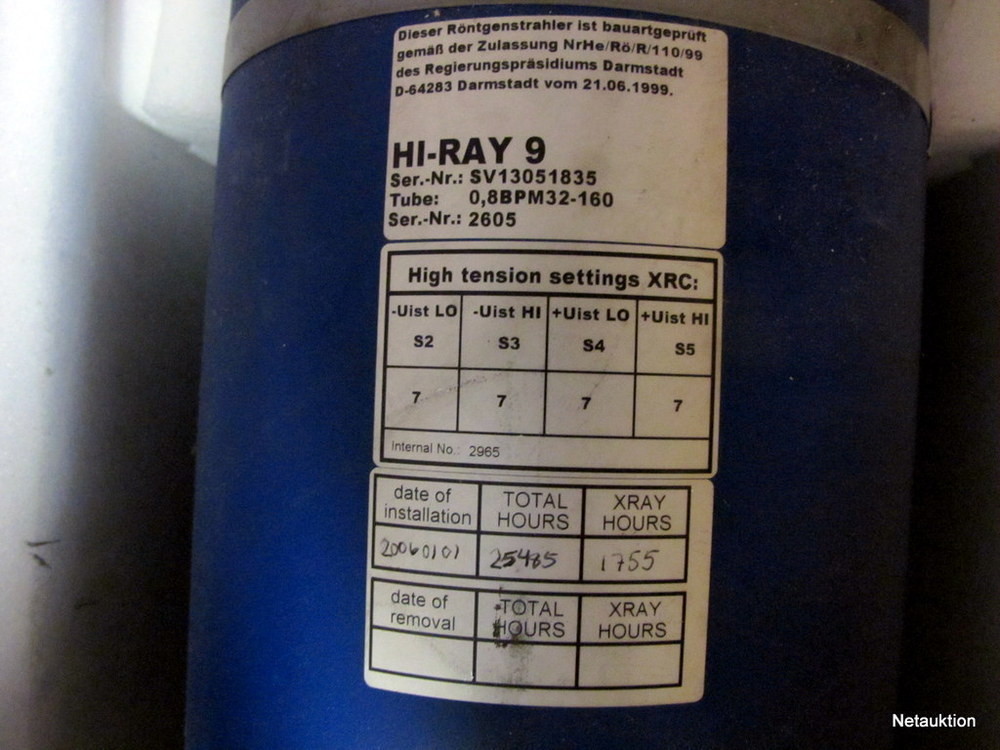 Dieser Röntgenstrahler ist bauartgeprüft
gemäß der Zulassung NrHe/Rö/R/110/99
des Regierungspräsidiums Darmstadt
D-64283 Darmstadt vom 21.06.1999.
HI-RAY 9
Ser.-Nr.: SV13051835
Tube: 0,8BPM32-160
Ser.-Nr.: 2605
High tension settings XRC:
-Uist LO -Uist HI +Uist LO +Uist HI
S2 S3 S4 S5
7 7 7 7
Internal No.: 2965
date of installation TOTAL HOURS XRAY HOURS
20060101 25485 1755
date of removal TOTAL HOURS XRAY HOURS
Netauktion